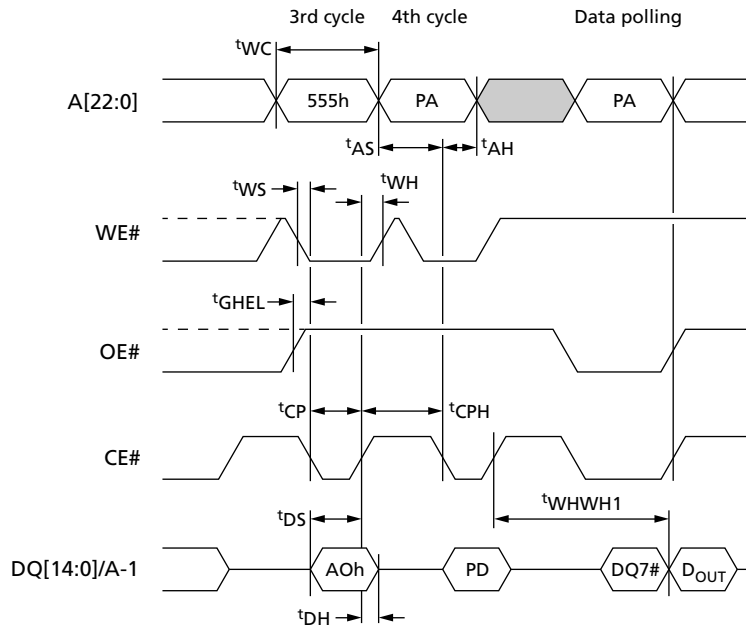 3rd cycle 4th cycle Data polling
tWC
A[22:0] 555h PA PA
tAS tAH
tWS tWH
WE#
tGHEL
OE#
tCP tCPH
CE#
tWHWH1
tDS
DQ[14:0]/A-1 AOh PD DQ7# DOUT
tDH